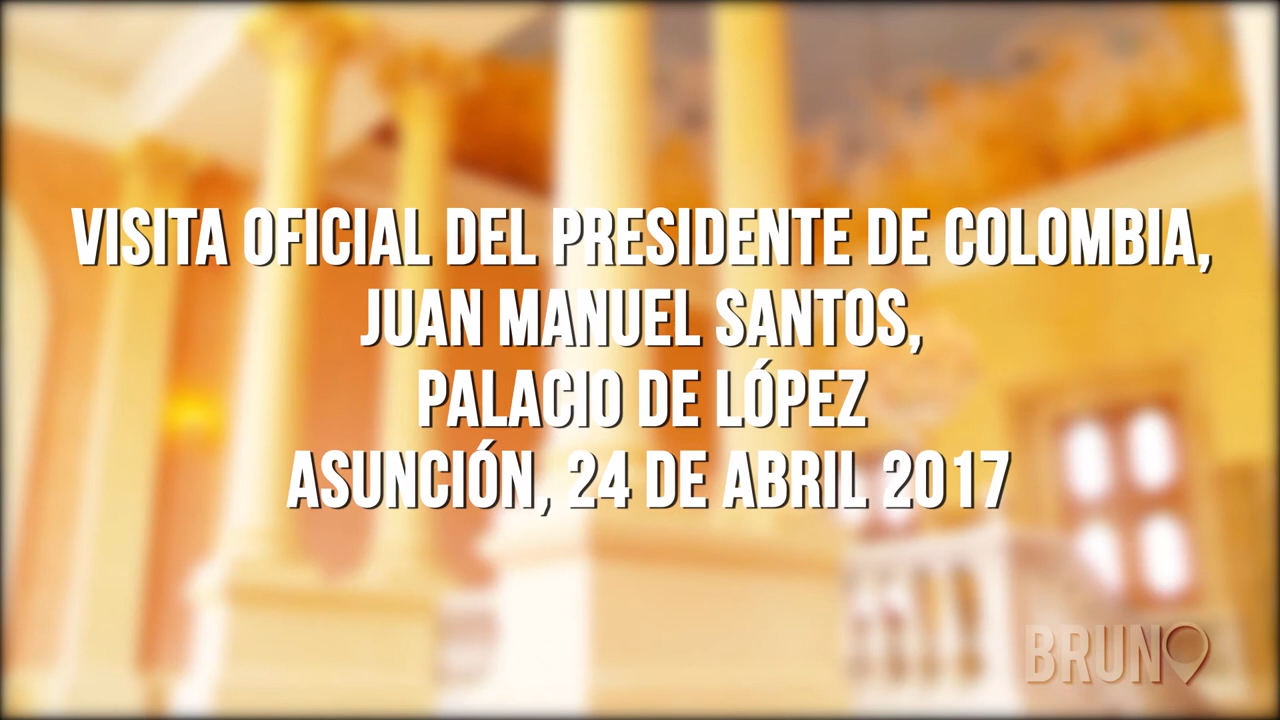 VISITA OFICIAL DEL PRESIDENTE DE COLOMBIA,
JUAN MANUEL SANTOS,
PALACIO DE LÓPEZ
ASUNCIÓN, 24 DE ABRIL 2017
BRUNO